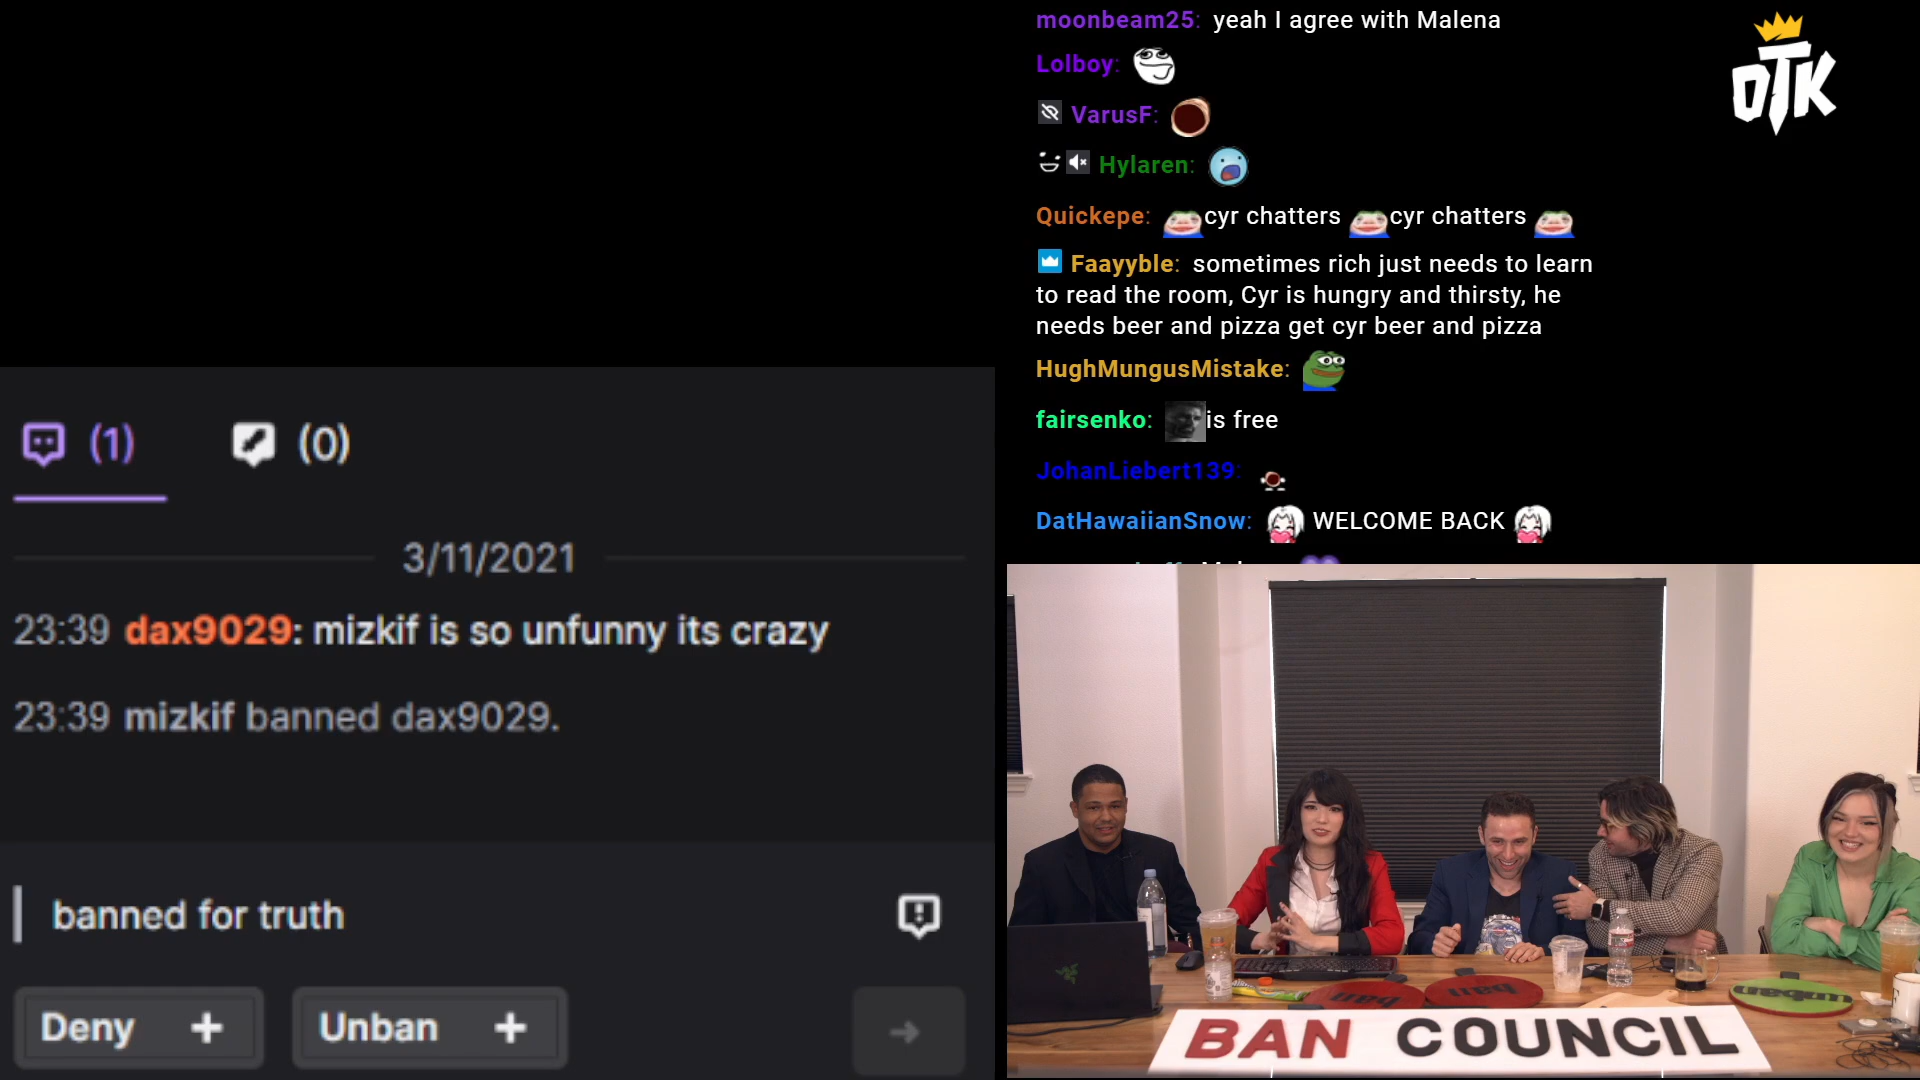 (1)
(0)
3/11/2021
23:39 dax9029: mizkif is so unfunny its crazy
23:39 mizkif banned dax9029.
banned for truth
Deny +
Unban +
moonbeam25: yeah I agree with Malena
Lolboy:
VarusF:
Hylaren:
Quickepe: cyr chatters cyr chatters
Faayyble: sometimes rich just needs to learn
to read the room, Cyr is hungry and thirsty, he
needs beer and pizza get cyr beer and pizza
HughMungusMistake:
fairsenko: is free
JohanLiebert139:
DatHawaiianSnow: WELCOME BACK
OTK
ban
ban
unban
BAN COUNCIL